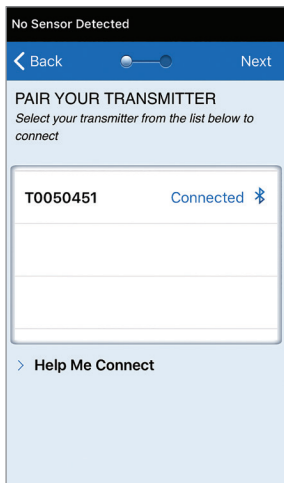 No Sensor Detected
Back Next
PAIR YOUR TRANSMITTER
Select your transmitter from the list below to
connect
T0050451 Connected
Help Me Connect